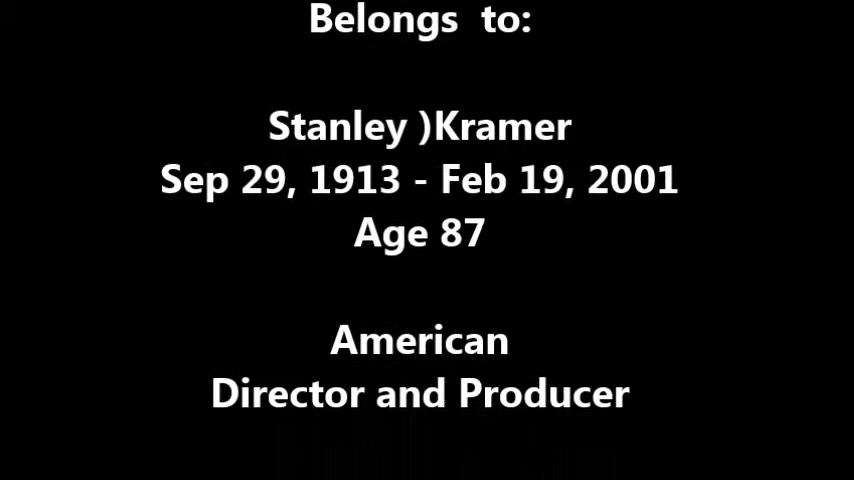 Belongs  to:
Stanley )Kramer
Sep 29, 1913 - Feb 19, 2001
Age 87
American
Director and Producer